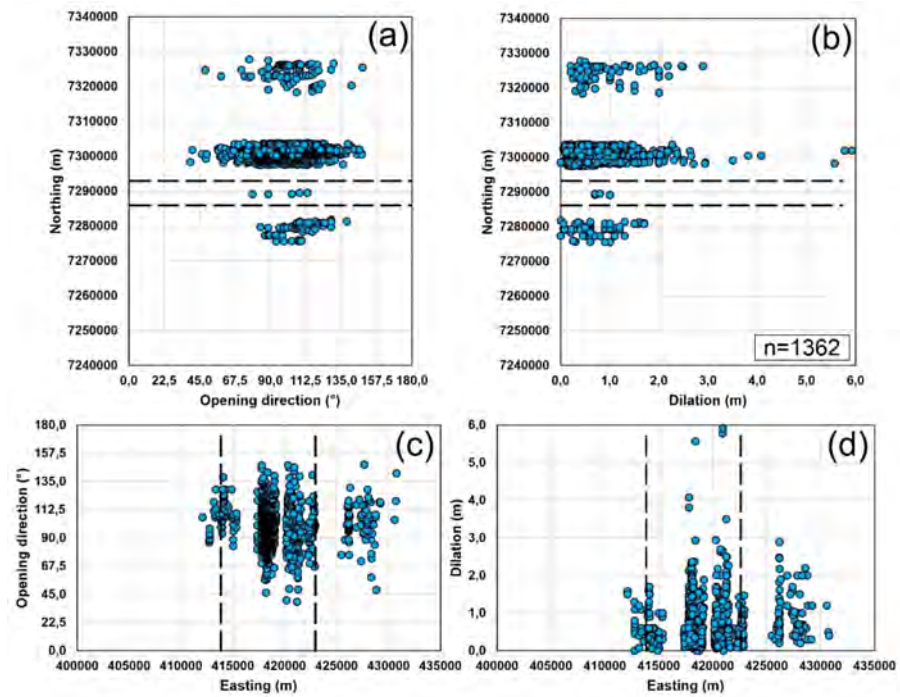 (a)
7340000
7330000
7320000
7310000
7300000
7290000
7280000
7270000
7260000
7250000
7240000
Northing (m)
0,0 22,5 45,0 67,5 90,0 112,5 135,0 157,5 180,0
Opening direction (°)
(b)
7340000
7330000
7320000
7310000
7300000
7290000
7280000
7270000
7260000
7250000
7240000
Northing (m)
n=1362
0,0 1,0 2,0 3,0 4,0 5,0 6,0
Dilation (m)
(c)
180,0
157,5
135,0
112,5
90,0
67,5
45,0
22,5
0,0
Opening direction (°)
400000 405000 410000 415000 420000 425000 430000 435000
Easting (m)
(d)
6,0
5,0
4,0
3,0
2,0
1,0
0,0
Dilation (m)
400000 405000 410000 415000 420000 425000 430000 435000
Easting (m)